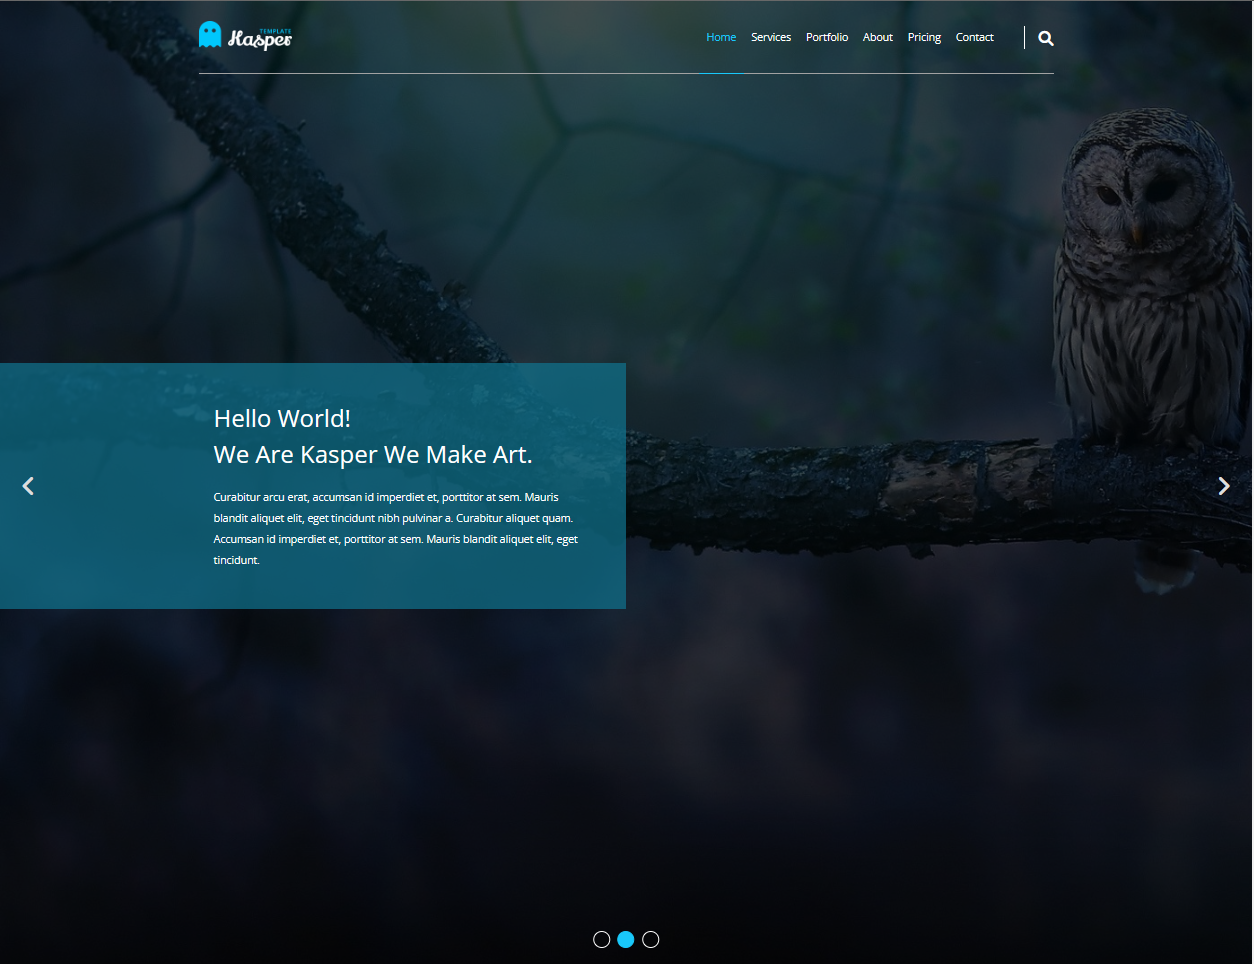 TEMPLATE
Kasper
Home Services Portfolio About Pricing Contact
Hello World!
We Are Kasper We Make Art.
Curabitur arcu erat, accumsan id imperdiet et, porttitor at sem. Mauris
blandit aliquet elit, eget tincidunt nibh pulvinar a. Curabitur aliquet quam.
Accumsan id imperdiet et, porttitor at sem. Mauris blandit aliquet elit, eget
tincidunt.